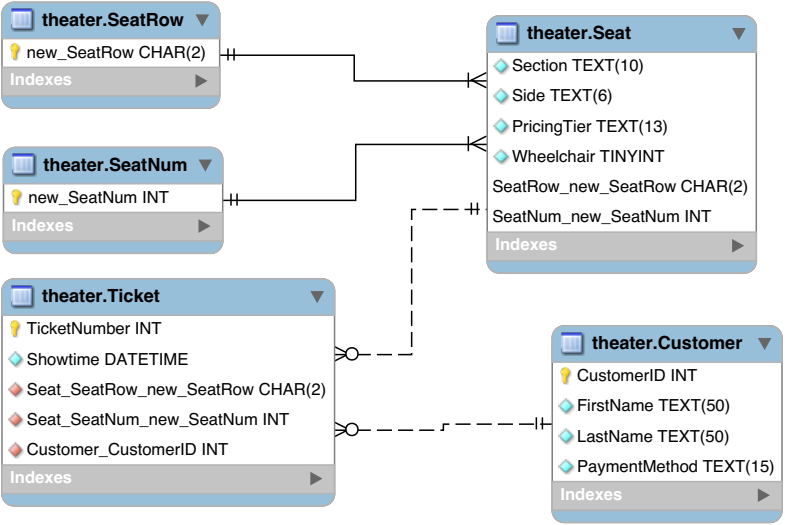 theater.SeatRow
new_SeatRow CHAR(2)
Indexes
theater.SeatNum
new_SeatNum INT
Indexes
theater.Seat
Section TEXT(10)
Side TEXT(6)
PricingTier TEXT(13)
Wheelchair TINYINT
SeatRow_new_SeatRow CHAR(2)
SeatNum_new_SeatNum INT
Indexes
theater.Ticket
TicketNumber INT
Showtime DATETIME
Seat_SeatRow_new_SeatRow CHAR(2)
Seat_SeatNum_new_SeatNum INT
Customer_CustomerID INT
Indexes
theater.Customer
CustomerID INT
FirstName TEXT(50)
LastName TEXT(50)
PaymentMethod TEXT(15)
Indexes